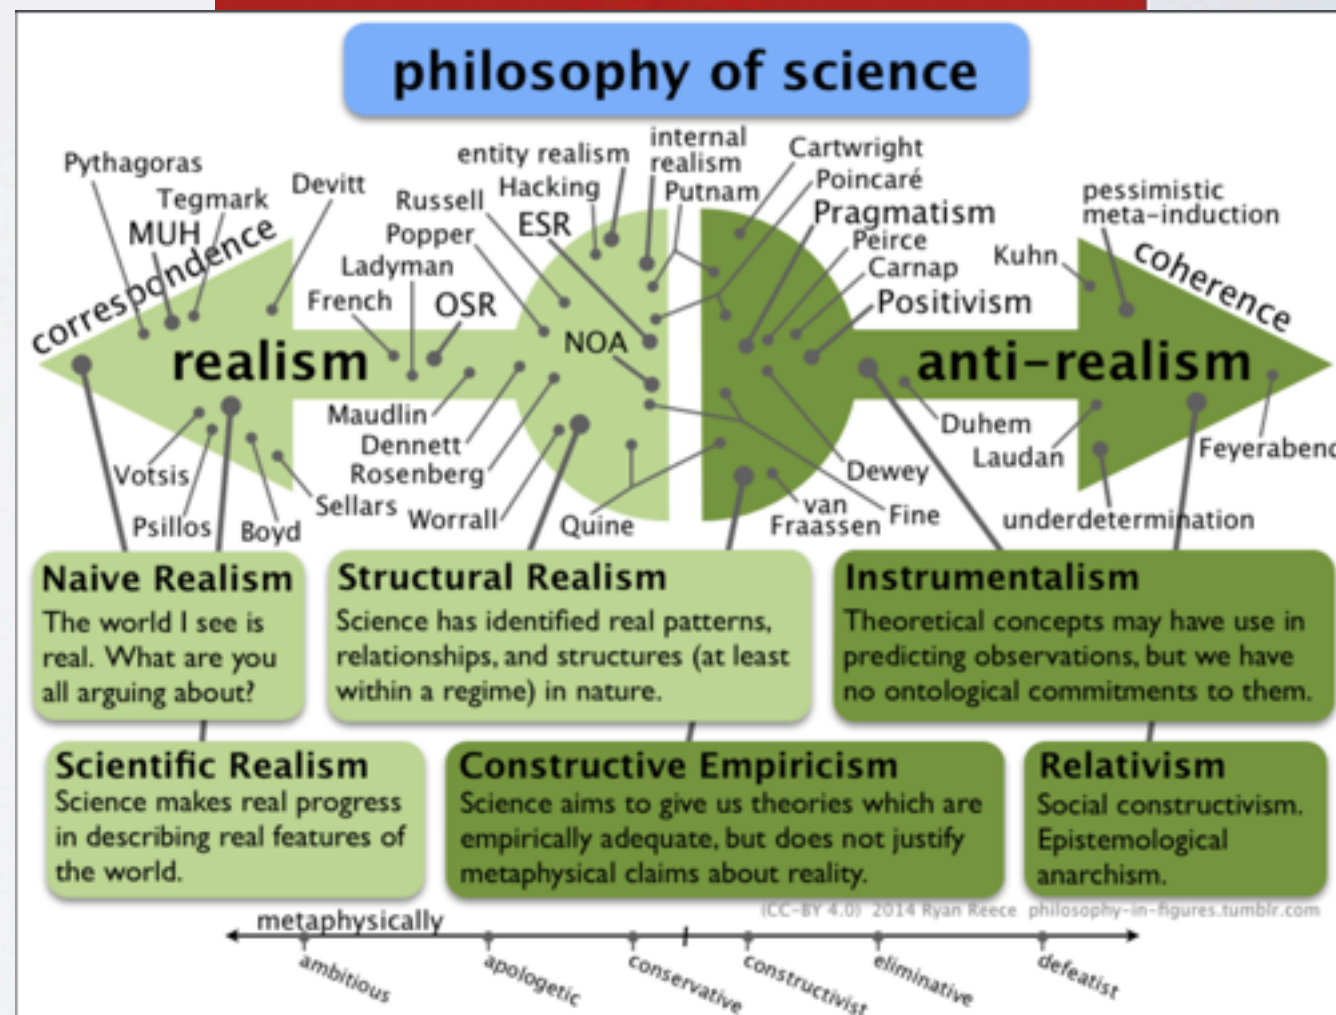 philosophy of science
Pythagoras
Tegmark
MUH
Devitt
correspondence
Russell
Popper
Ladyman
French
OSR
entity realism
Hacking
ESR
internal
realism
Putnam
NOA
Cartwright
Poincaré
Pragmatism
Peirce
Carnap
Positivism
Kuhn
pessimistic
meta-induction
coherence
realism
anti-realism
Votsis
Psillos
Boyd
Sellars
Maudlin
Dennett
Rosenberg
Worrall
Quine
van
Fraassen
Fine
Dewey
Duhem
Laudan
underdetermination
Feyerabend
Naive Realism
The world I see is
real. What are you
all arguing about?
Structural Realism
Science has identified real patterns,
relationships, and structures (at least
within a regime) in nature.
Instrumentalism
Theoretical concepts may have use in
predicting observations, but we have
no ontological commitments to them.
Scientific Realism
Science makes real progress
in describing real features of
the world.
Constructive Empiricism
Science aims to give us theories which are
empirically adequate, but does not justify
metaphysical claims about reality.
Relativism
Social constructivism.
Epistemological
anarchism.
(CC-BY 4.0) 2014 Ryan Reece philosophy-in-figures.tumblr.com
metaphysically
ambitious
apologetic
conservative
constructivist
eliminative
defeatist